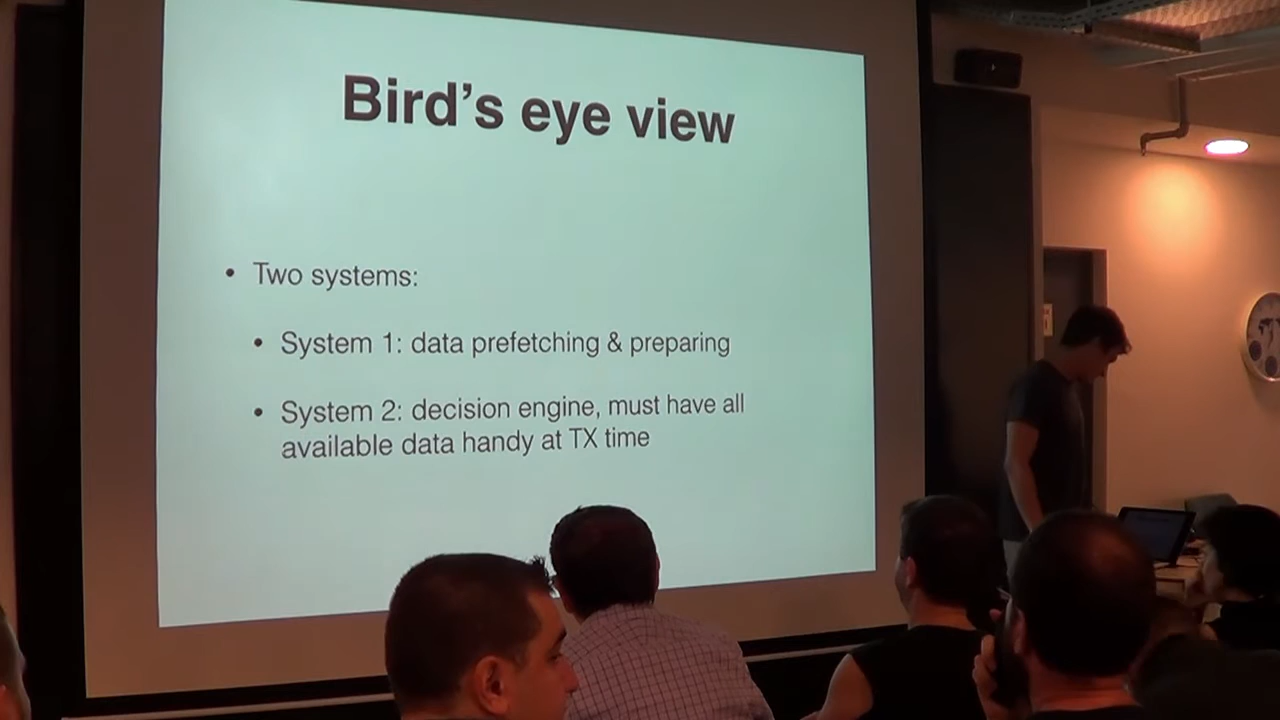 Bird's eye view
• Two systems:
• System 1: data prefetching & preparing
• System 2: decision engine, must have all
available data handy at TX time